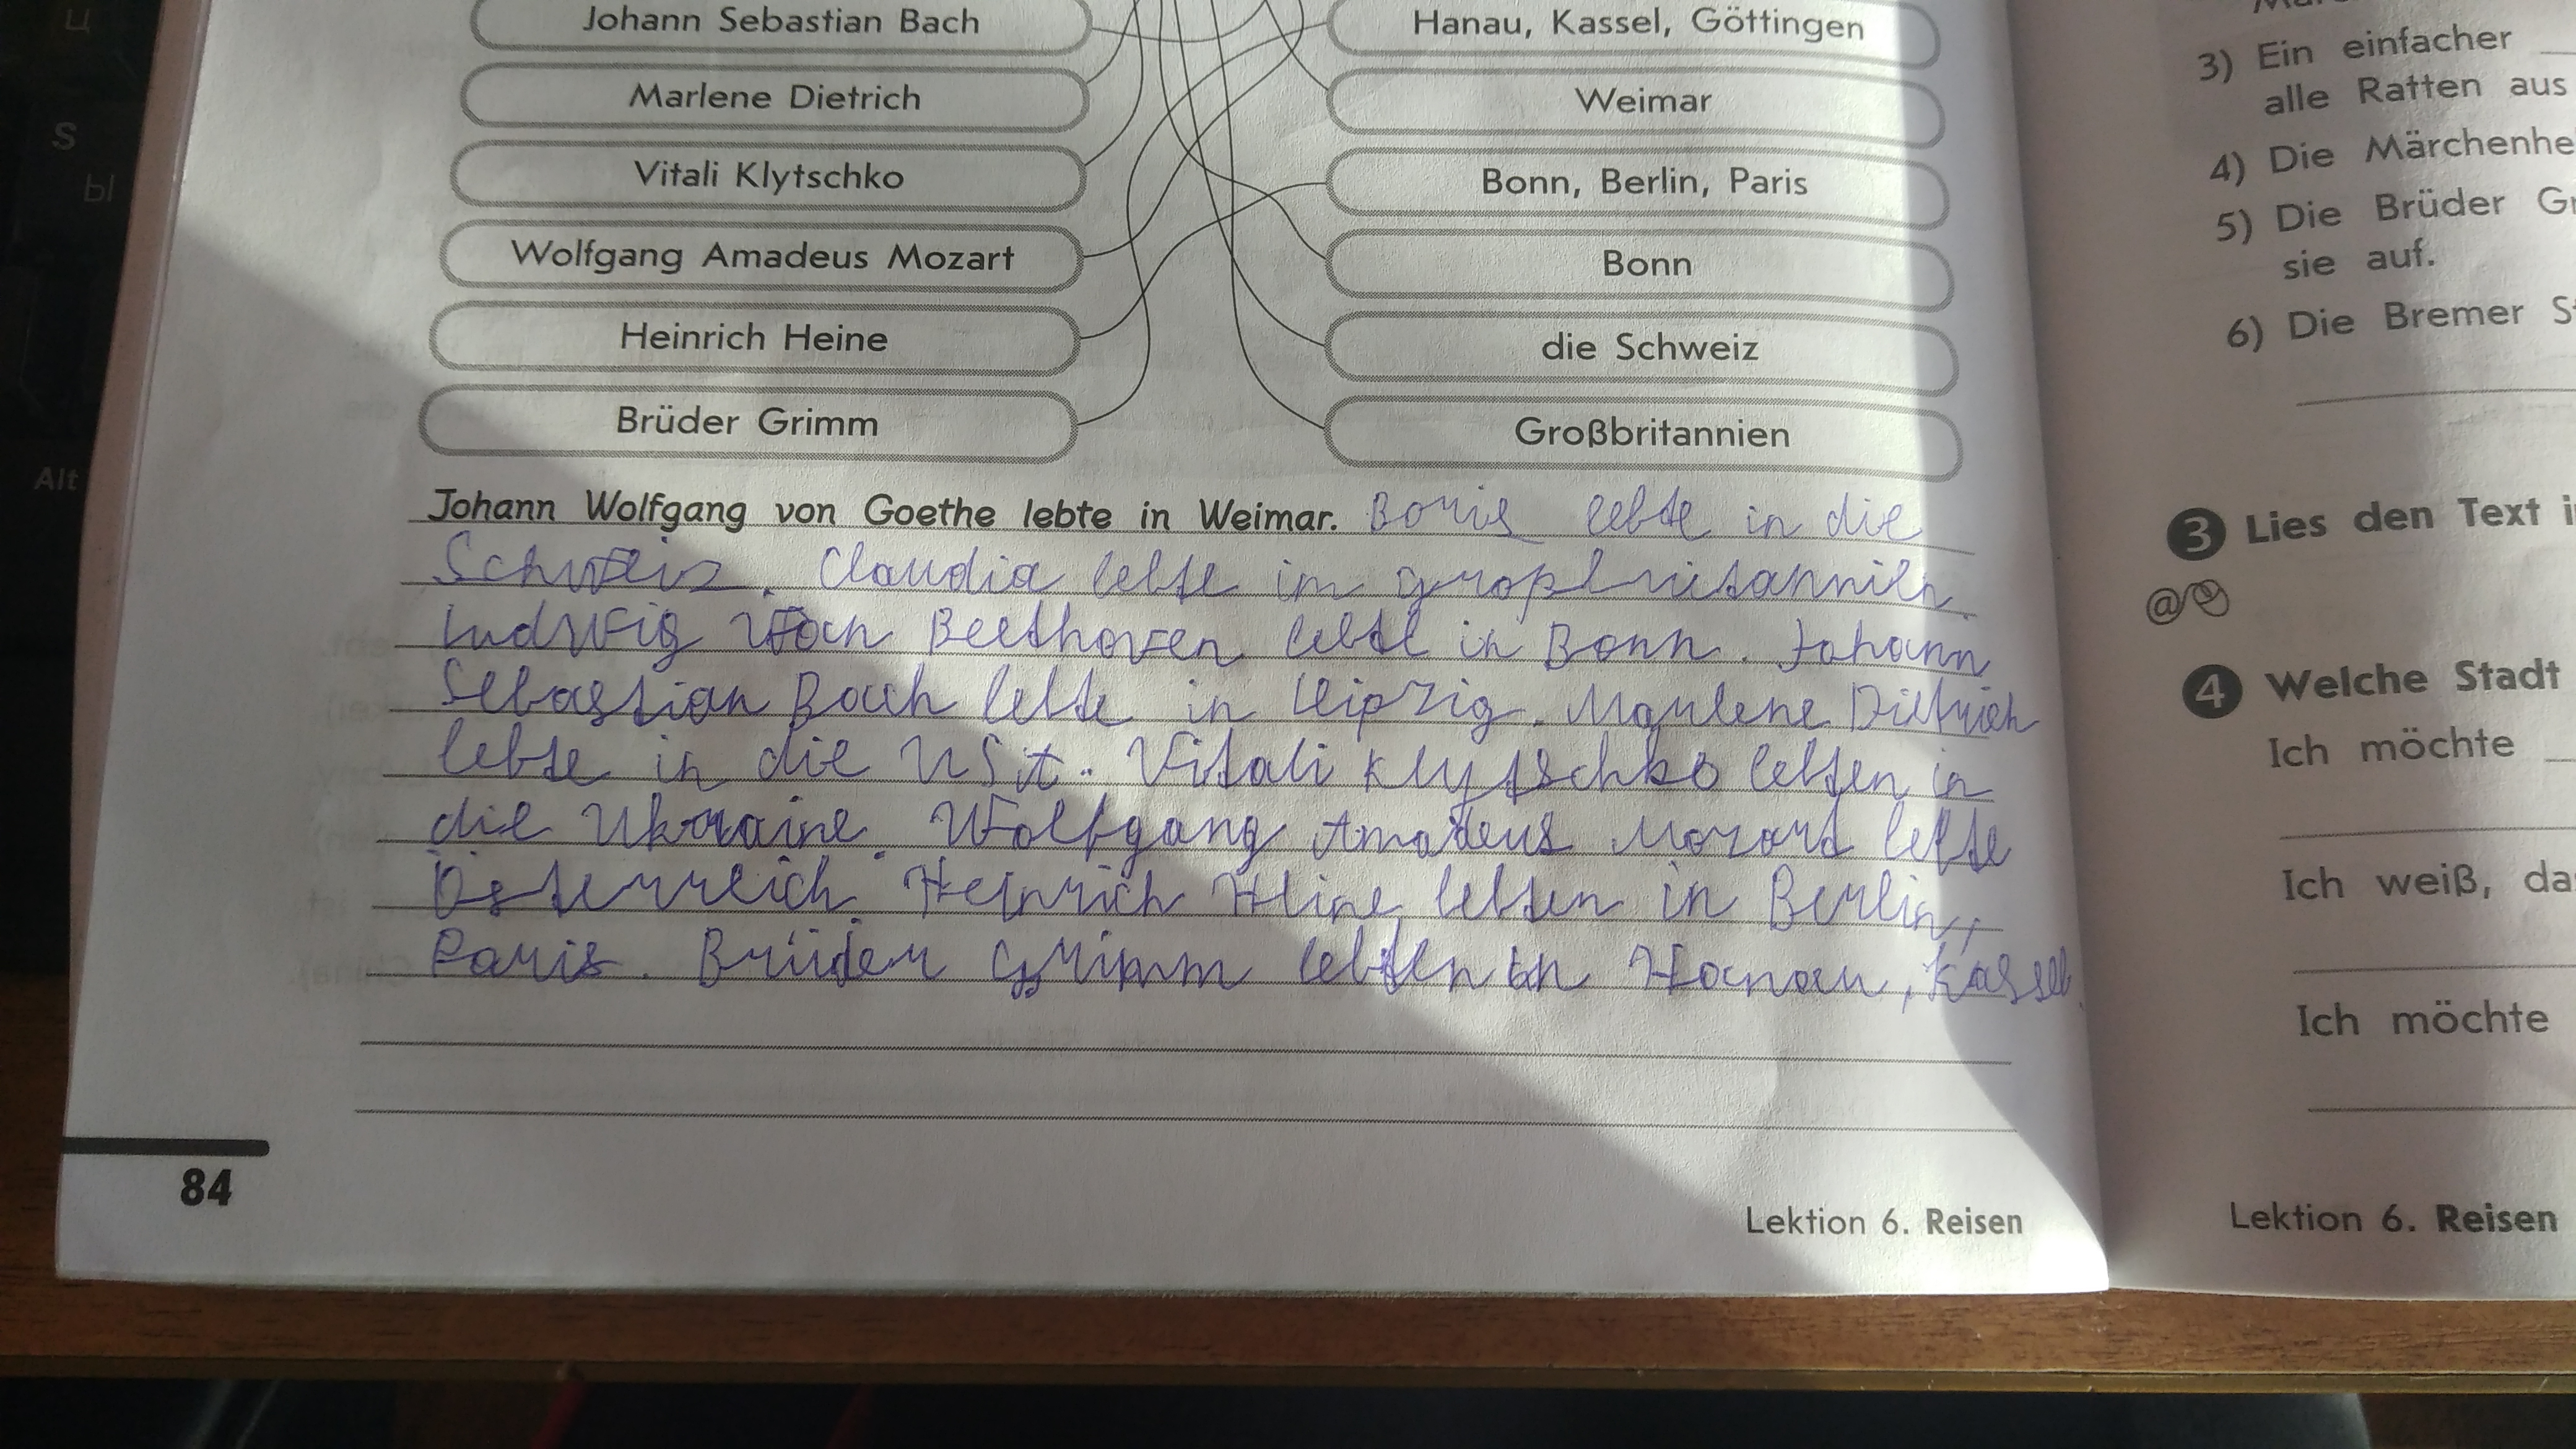 Ц
S
Ы
Alt
Johann Sebastian Bach
Hanau, Kassel, Göttingen
Marlene Dietrich
Weimar
Vitali Klytschko
Bonn, Berlin, Paris
Wolfgang Amadeus Mozart
Bonn
Heinrich Heine
die Schweiz
Brüder Grimm
Großbritannien
Johann Wolfgang von Goethe lebte in Weimar. Boris lebte in die
Schweiz. Claudia lebte im großbritannien.
Ludwig von Beethoven lebte in Bonn. Johann
Sebastian Bach lebte in Leipzig. Marlene Dietrich
lebte in die USA. Vitali Klytschko lebten in
die Ukraine. Wolfgang Amadeus Mozart lebte
Österreich. Heinrich Heine lebten in Berlin,
Paris. Brüder Grimm lebten in Hanau, Kassel.
84
Lektion 6. Reisen
3) Ein einfacher
alle Ratten aus
4) Die Märchenhe
5) Die Brüder Gr
sie auf.
6) Die Bremer St
3 Lies den Text i
@
4 Welche Stadt
Ich möchte
Ich weiß, da
Ich möchte
Lektion 6. Reisen